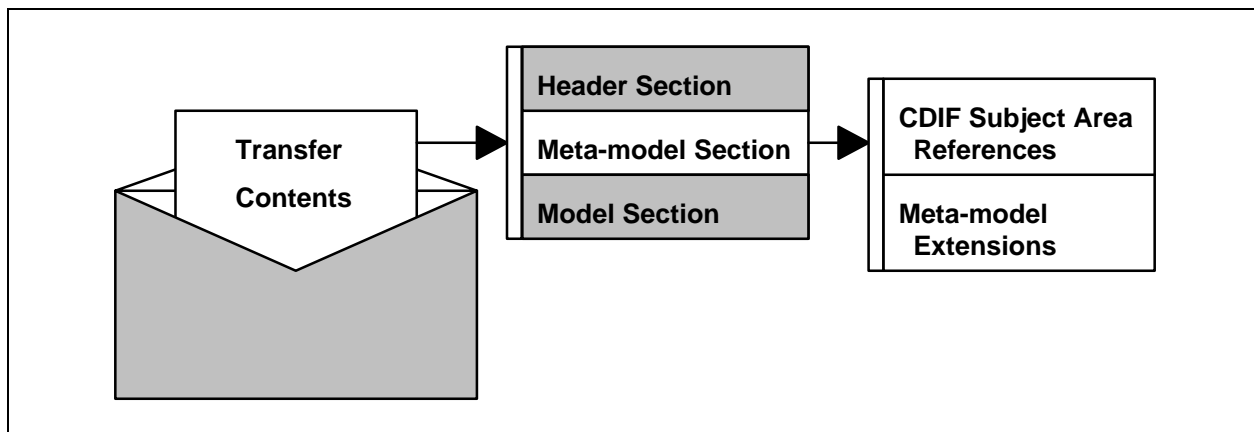 Transfer
Contents
Header Section
Meta-model Section
Model Section
CDIF Subject Area
References
Meta-model
Extensions